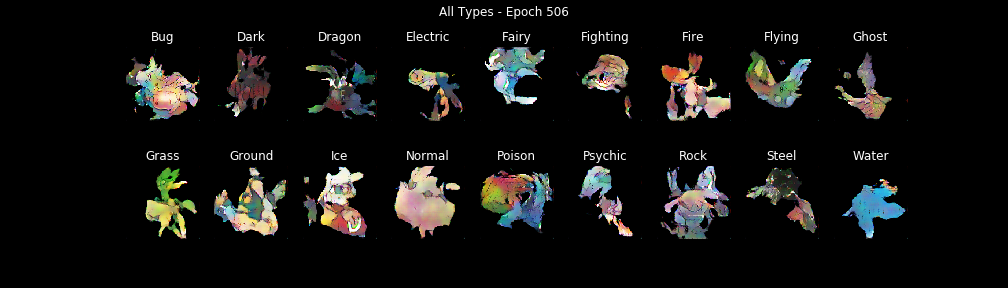 All Types - Epoch 506
Bug Dark Dragon Electric Fairy Fighting Fire Flying Ghost
Grass Ground Ice Normal Poison Psychic Rock Steel Water